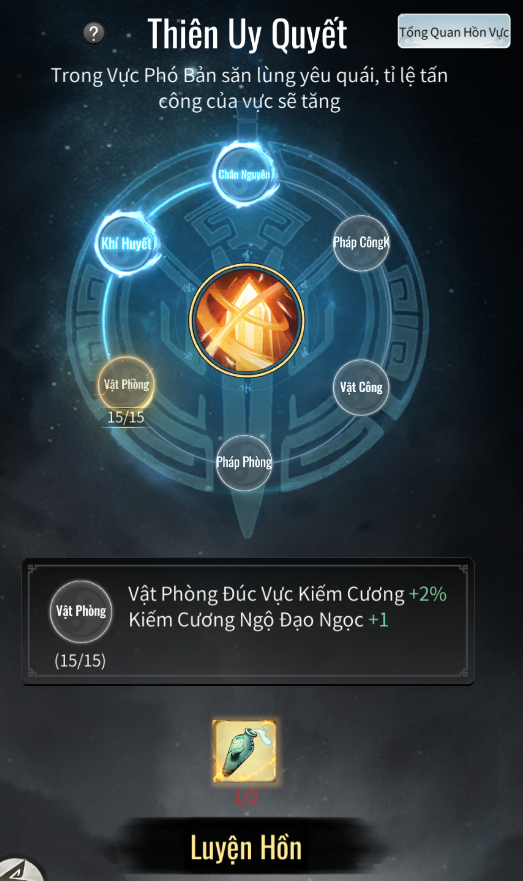 ?
Thiên Uy Quyết
Tổng Quan Hồn Vực
Trong Vực Phó Bản săn lùng yêu quái, tỉ lệ tấn
công của vực sẽ tăng
Chân Nguyên
Khí Huyết
Pháp CôngK
Vật Phòng
15/15
Vật Công
Pháp Phòng
Vật Phòng Đúc Vực Kiếm Cương +2%
Vật Phòng
Kiếm Cương Ngộ Đạo Ngọc +1
(15/15)
1/2
Luyện Hồn